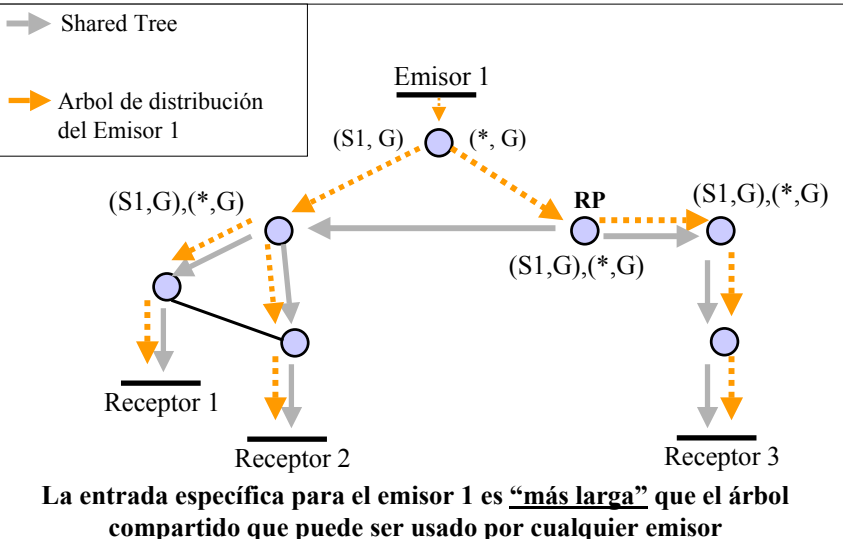 Shared Tree
Arbol de distribución
del Emisor 1
Emisor 1
(S1, G)
(*, G)
(S1,G),(*,G)
RP
(S1,G),(*,G)
(S1,G),(*,G)
Receptor 1
Receptor 2
Receptor 3
La entrada específica para el emisor 1 es “más larga” que el árbol
compartido que puede ser usado por cualquier emisor